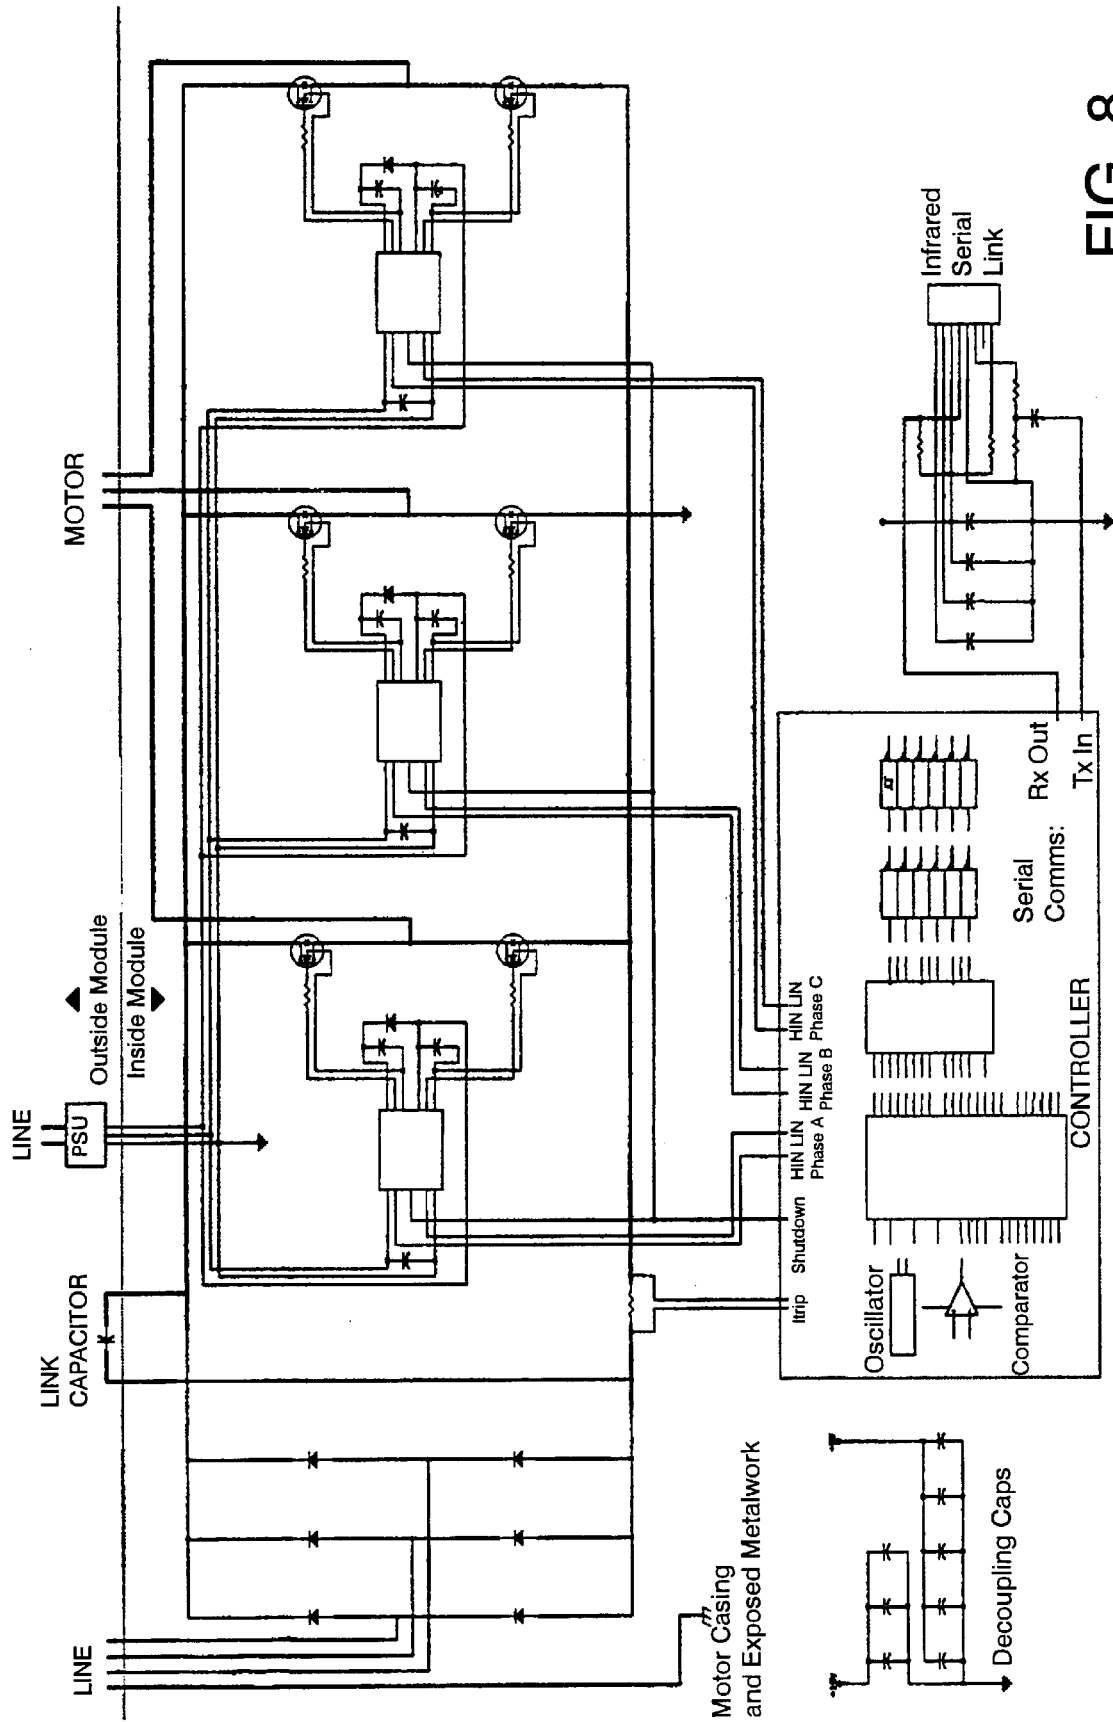 LINE
LINK
CAPACITOR
LINE
PSU
Outside Module
Inside Module
MOTOR
Motor Casing
and Exposed Metalwork
Decoupling Caps
Itrip
Shutdown
HIN LIN
Phase A
HIN LIN
Phase B
HIN LIN
Phase C
Oscillator
Comparator
CONTROLLER
Serial
Comms:
Rx Out
Tx In
Infrared
Serial
Link
FIG. 8